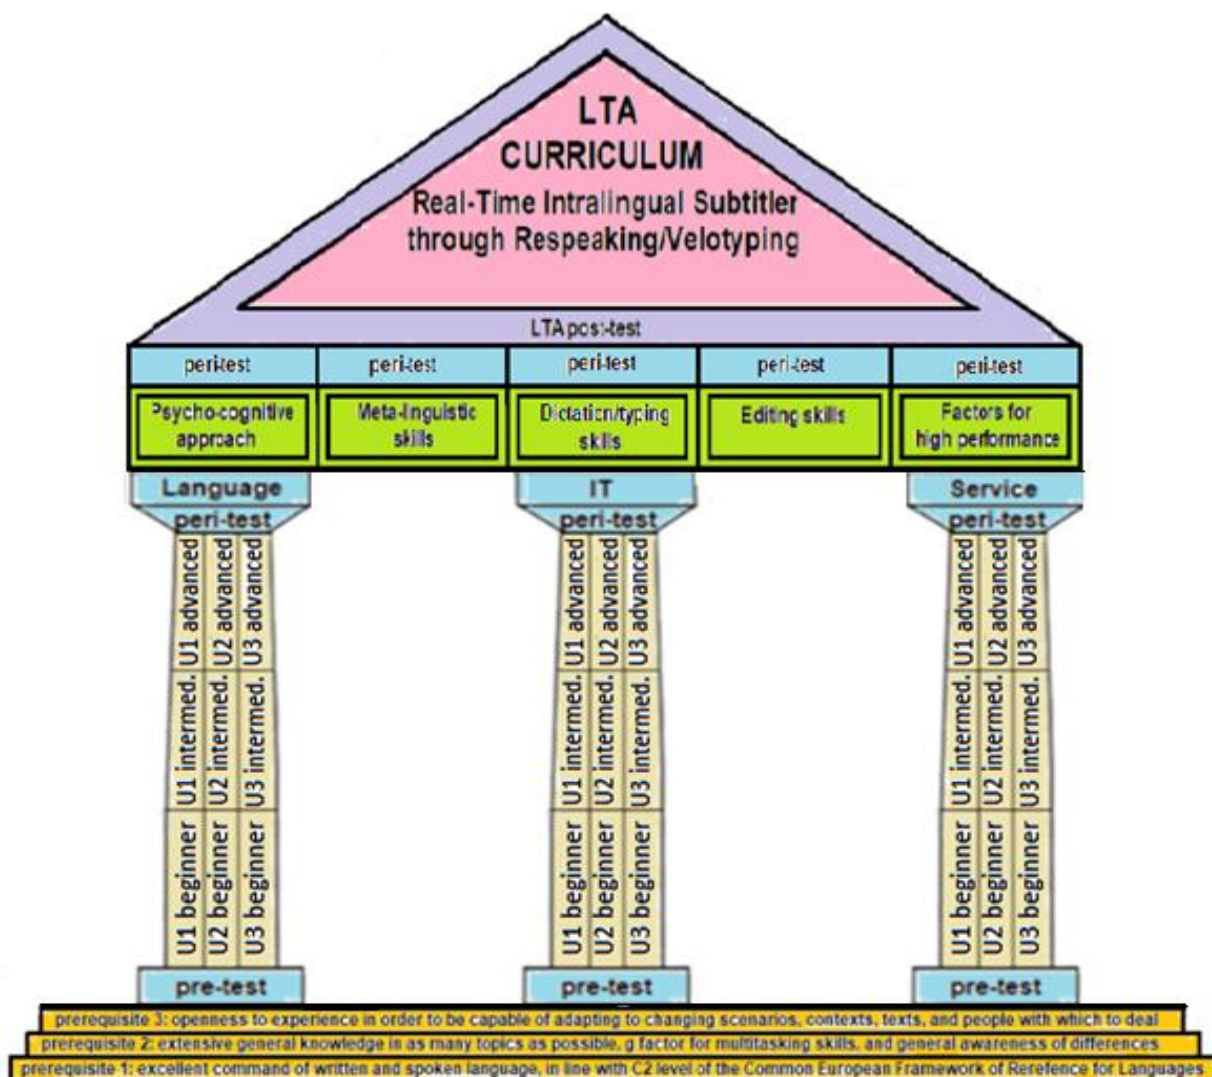 LTA
CURRICULUM
Real-Time Intralingual Subtitler
through Respeaking/Velotyping
LTA post-test
peri-test peri-test peri-test peri-test peri-test
Psycho-cognitive
approach
Meta-linguistic
skills
Dictation/typing
skills
Editing skills
Factors for
high performance
Language IT Service
peri-test peri-test peri-test
U1 advanced U2 advanced U3 advanced U1 advanced U2 advanced U3 advanced U1 advanced U2 advanced U3 advanced
U1 intermed. U2 intermed. U3 intermed. U1 intermed. U2 intermed. U3 intermed. U1 intermed. U2 intermed. U3 intermed.
U1 beginner U2 beginner U3 beginner U1 beginner U2 beginner U3 beginner U1 beginner U2 beginner U3 beginner
pre-test pre-test pre-test
prerequisite 3: openness to experience in order to be capable of adapting to changing scenarios, contexts, texts, and people with which to deal
prerequisite 2: extensive general knowledge in as many topics as possible, g factor for multitasking skills, and general awareness of differences
prerequisite 1: excellent command of written and spoken language, in line with C2 level of the Common European Framework of Rerefence for Languages